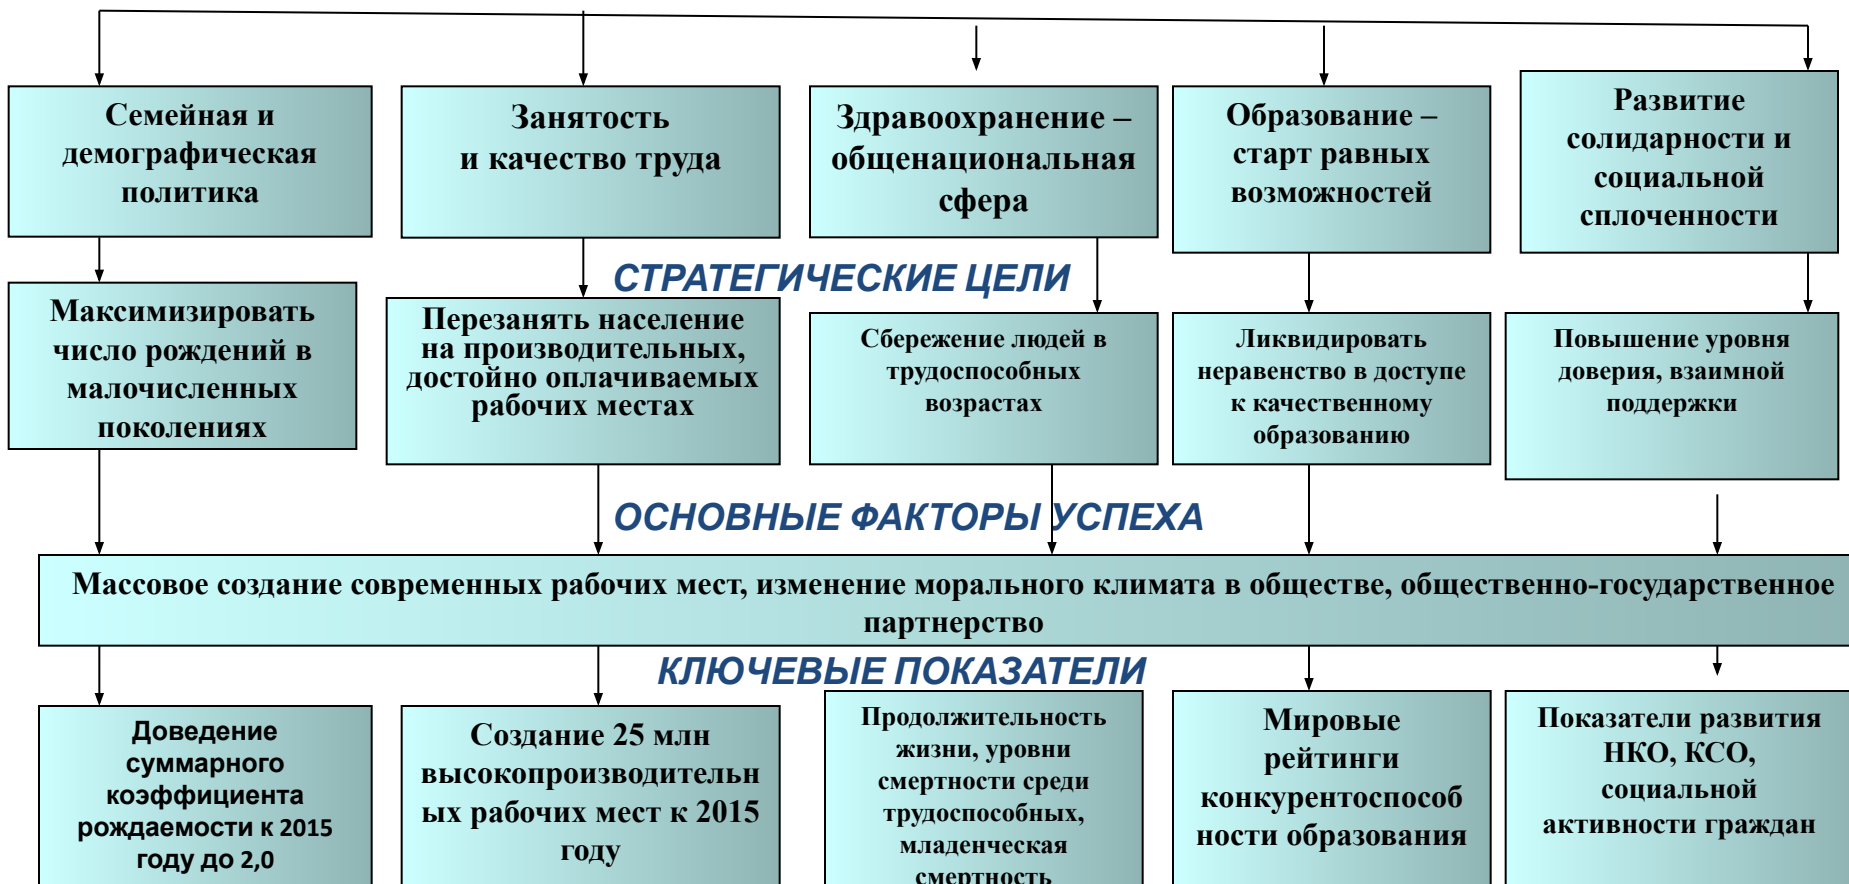 Семейная и
демографическая
политика
Занятость
и качество труда
Здравоохранение –
общенациональная
сфера
Образование –
старт равных
возможностей
Развитие
солидарности и
социальной
сплоченности
СТРАТЕГИЧЕСКИЕ ЦЕЛИ
Максимизировать
число рождений в
малочисленных
поколениях
Перезанять население
на производительных,
достойно оплачиваемых
рабочих местах
Сбережение людей в
трудоспособных
возрастах
Ликвидировать
неравенство в доступе
к качественному
образованию
Повышение уровня
доверия, взаимной
поддержки
ОСНОВНЫЕ ФАКТОРЫ УСПЕХА
Массовое создание современных рабочих мест, изменение морального климата в обществе, общественно-государственное
партнерство
КЛЮЧЕВЫЕ ПОКАЗАТЕЛИ
Доведение
суммарного
коэффициента
рождаемости к 2015
году до 2,0
Создание 25 млн
высокопроизводительн
ых рабочих мест к 2015
году
Продолжительность
жизни, уровни
смертности среди
трудоспособных,
младенческая
смертность
Мировые
рейтинги
конкурентоспособ
ности образования
Показатели развития
НКО, КСО,
социальной
активности граждан